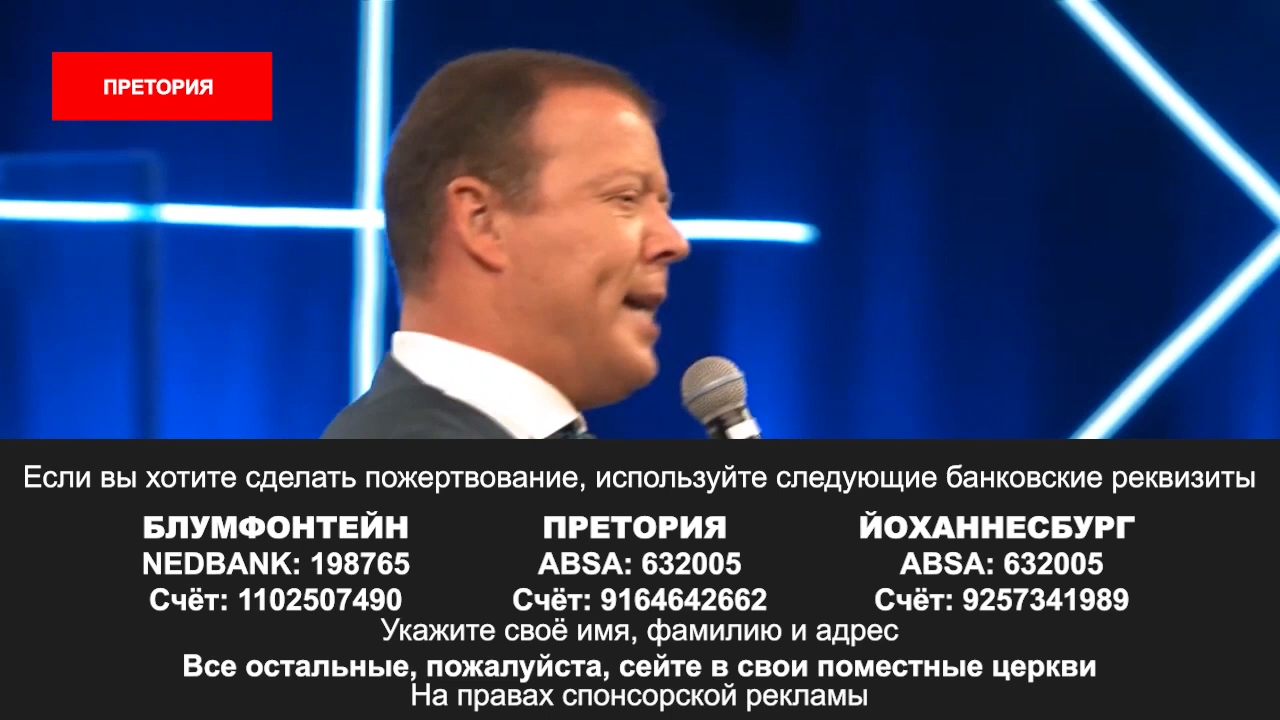 ПРЕТОРИЯ
Если вы хотите сделать пожертвование, используйте следующие банковские реквизиты
БЛУМФОНТЕЙН ПРЕТОРИЯ ЙОХАННЕСБУРГ
NEDBANK: 198765 ABSA: 632005 ABSA: 632005
Счёт: 1102507490 Счёт: 9164642662 Счёт: 9257341989
Укажите своё имя, фамилию и адрес
Все остальные, пожалуйста, сейте в свои поместные церкви
На правах спонсорской рекламы